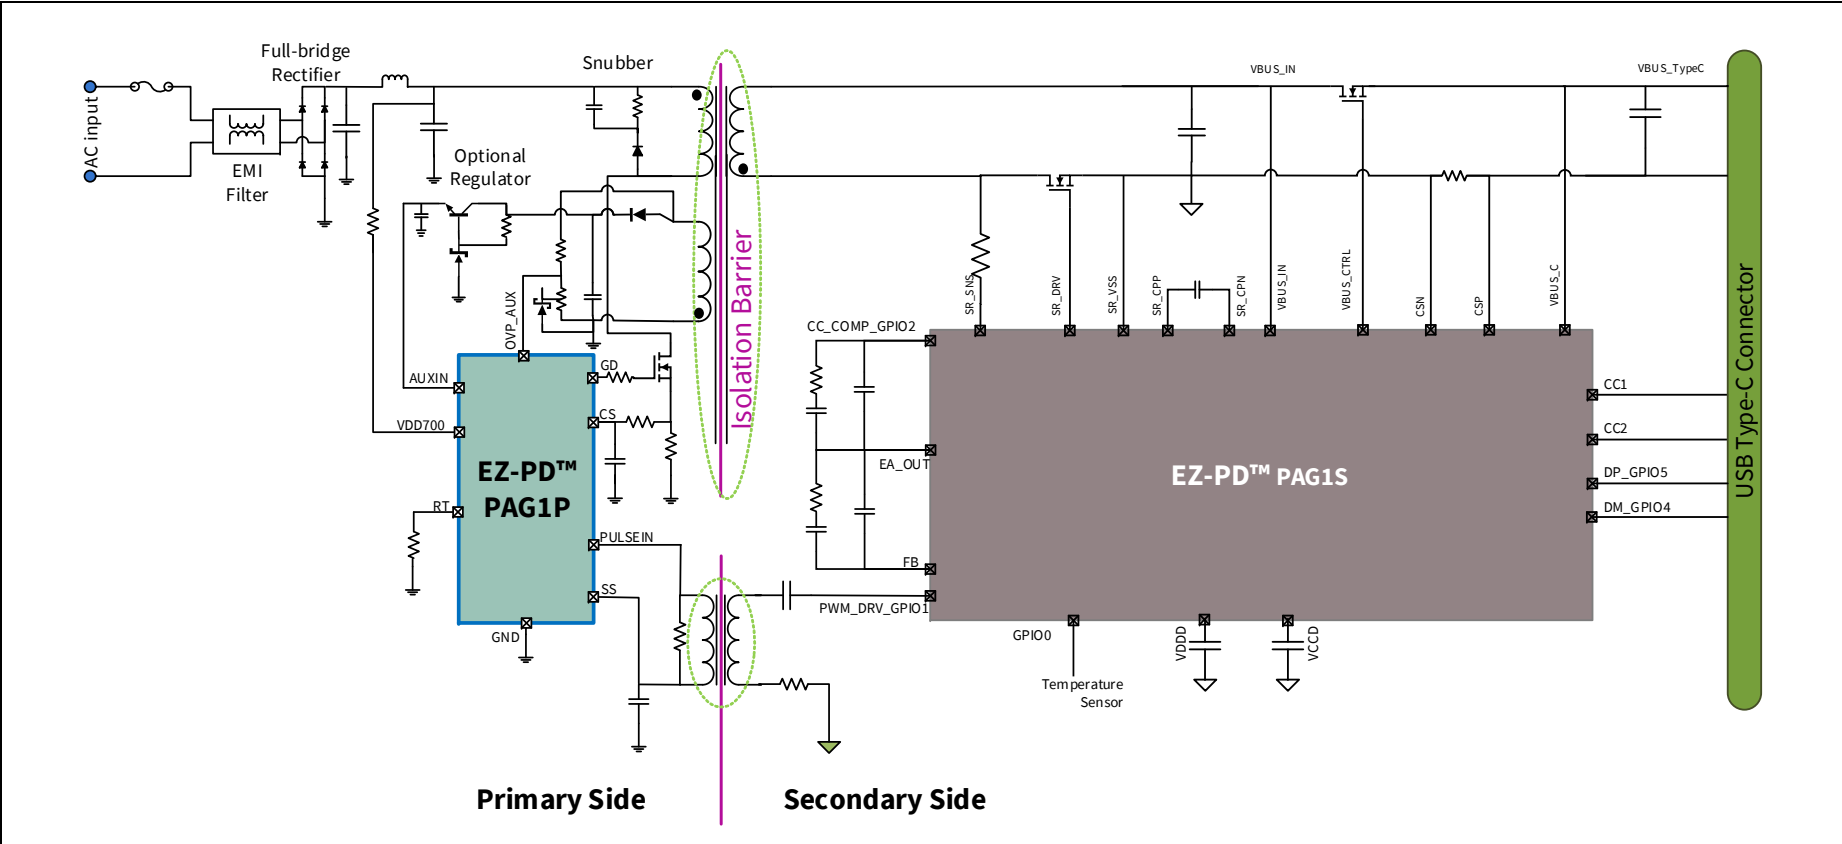 Full-bridge
Rectifier
Snubber
VBUS_IN
VBUS_TypeC
AC input
EMI
Filter
Optional
Regulator
Isolation Barrier
OVP_AUX
SR_SNS
SR_DRV
SR_VSS
SR_CPP
SR_CPN
VBUS_IN
VBUS_CTRL
CSN
CSP
VBUS_C
USB Type-C Connector
CC_COMP_GPIO2
AUXIN
GD
VDD700
CS
EA_OUT
CC1
CC2
DP_GPIO5
DM_GPIO4
EZ-PD™
PAG1P
EZ-PD™ PAG1S
RT
PULSEIN
SS
FB
PWM_DRV_GPIO1
GND
GPIO0
VDDD
VCCD
Temperature
Sensor
Primary Side
Secondary Side